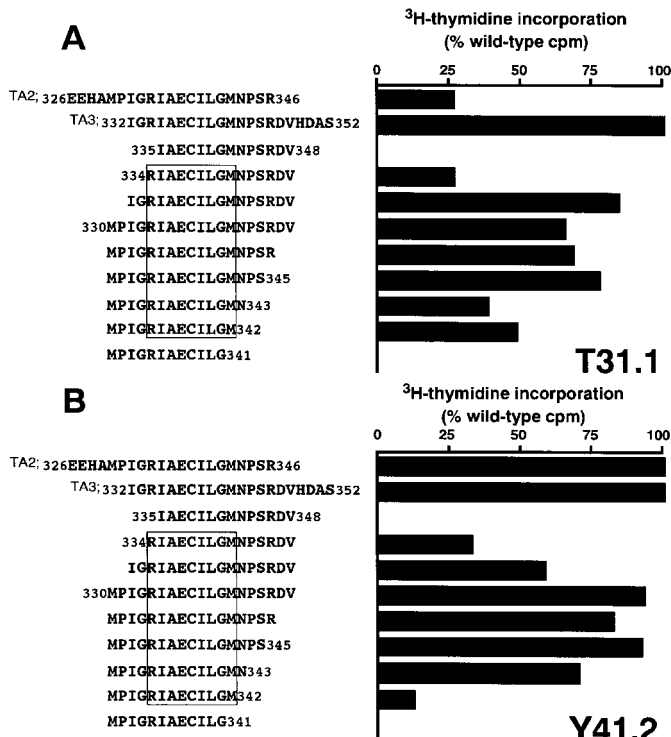 A
³H-thymidine incorporation
(% wild-type cpm)
0 25 50 75 100
TA2; 326EEHAMPIGRIAECILGMNPSR346
TA3; 332IGRIAECILGMNPSRDVHDAS352
335IAECILGMNPSRDV348
334RIAECILGMNPSRDV
IGRIAECILGMNPSRDV
330MPIGRIAECILGMNPSRDV
MPIGRIAECILGMNPSR
MPIGRIAECILGMNPS345
MPIGRIAECILGMN343
MPIGRIAECILGM342
MPIGRIAECILG341
T31.1
B
³H-thymidine incorporation
(% wild-type cpm)
0 25 50 75 100
TA2; 326EEHAMPIGRIAECILGMNPSR346
TA3; 332IGRIAECILGMNPSRDVHDAS352
335IAECILGMNPSRDV348
334RIAECILGMNPSRDV
IGRIAECILGMNPSRDV
330MPIGRIAECILGMNPSRDV
MPIGRIAECILGMNPSR
MPIGRIAECILGMNPS345
MPIGRIAECILGMN343
MPIGRIAECILGM342
MPIGRIAECILG341
Y41.2